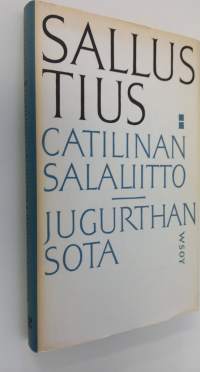 SALLUS
TIUS
CATILINAN
SALALIITTO
JUGURTHAN
SOTA
WSOY